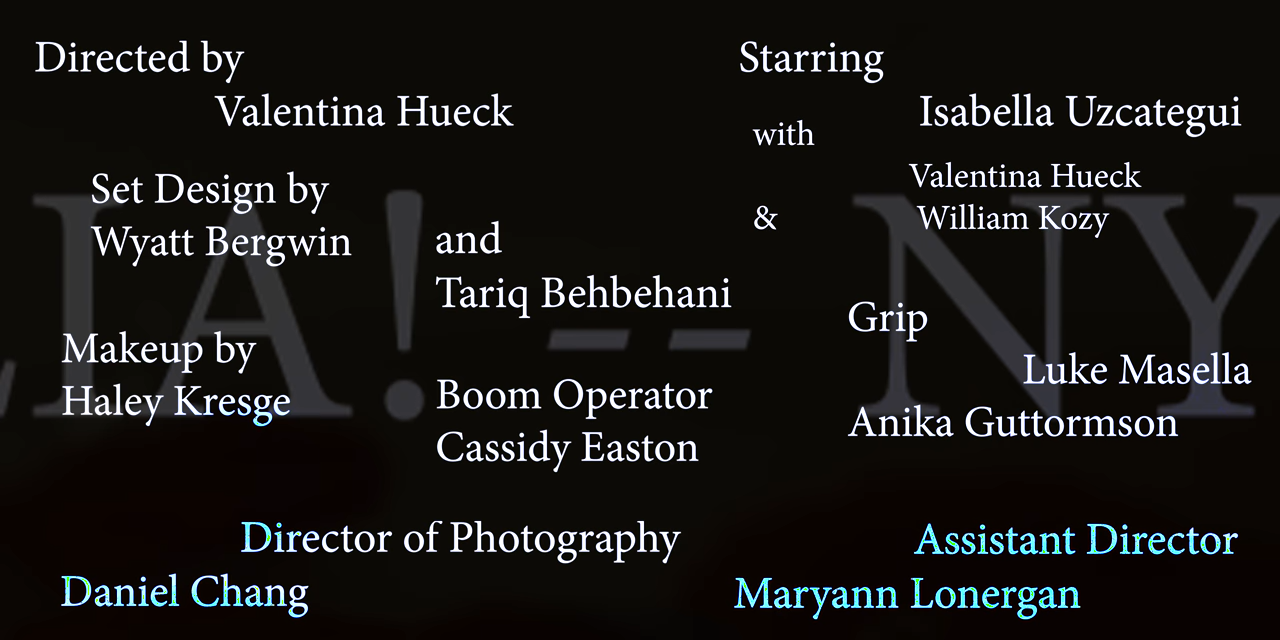 Directed by
Valentina Hueck
Set Design by
Wyatt Bergwin
and
Tariq Behbehani
Makeup by
Haley Kresge
Boom Operator
Cassidy Easton
Director of Photography
Daniel Chang
Starring
Isabella Uzcategui
with
Valentina Hueck
&
William Kozy
Grip
Luke Masella
Anika Guttormson
Assistant Director
Maryann Lonergan
IA! -- NY